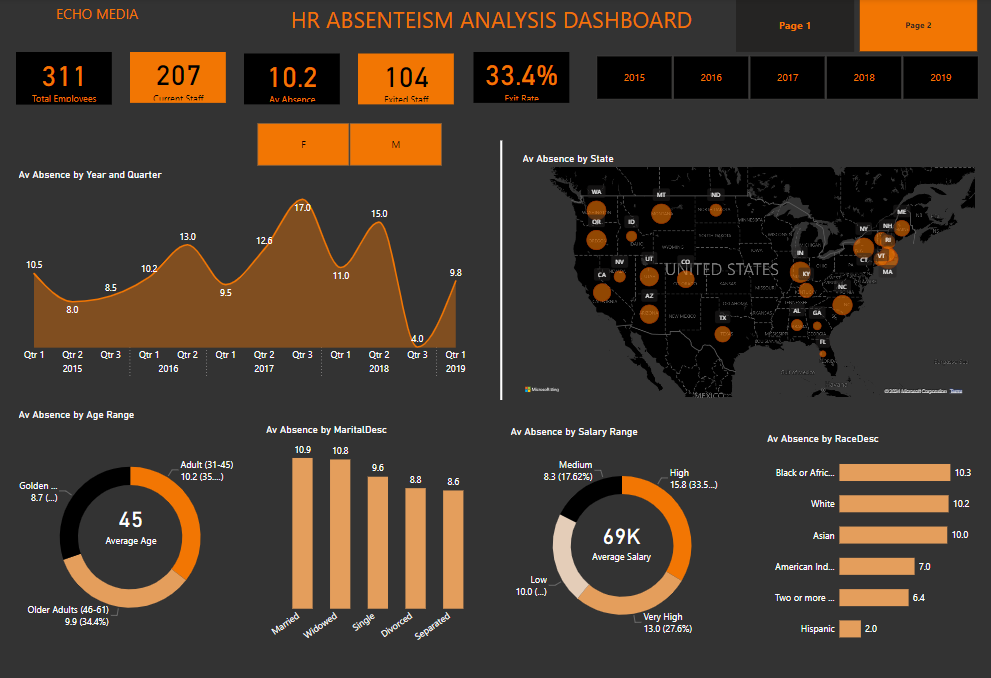 ECHO MEDIA
HR ABSENTEISM ANALYSIS DASHBOARD
Page 1
Page 2
311
Total Employees
207
Current Staff
10.2
Av Absence
104
Exited Staff
33.4%
Exit Rate
2015
2016
2017
2018
2019
F
M
Av Absence by Year and Quarter
10.5
8.0
8.5
10.2
13.0
9.5
12.6
17.0
11.0
15.0
4.0
9.8
Qtr 1 Qtr 2 Qtr 3 Qtr 1 Qtr 2 Qtr 1 Qtr 2 Qtr 3 Qtr 1 Qtr 2 Qtr 3 Qtr 1
2015 2016 2017 2018 2019
Av Absence by State
WA
MT
ND
OR
ID
NV
UT
CO
CA
AZ
TX
IN
KY
NC
AL
GA
FL
ME
NY
NH
RI
VT
CT
MA
UNITED STATES
MEXICO
Microsoft Bing
© 2024 Microsoft Corporation Terms
Av Absence by Age Range
Adult (31-45)
10.2 (35....)
Golden ...
8.7 (...)
45
Average Age
Older Adults (46-61)
9.9 (34.4%)
Av Absence by MaritalDesc
10.9
10.8
9.6
8.8
8.6
Married
Widowed
Single
Divorced
Separated
Av Absence by Salary Range
Medium
8.3 (17.62%)
High
15.8 (33.5...)
69K
Average Salary
Low
10.0 (...)
Very High
13.0 (27.6%)
Av Absence by RaceDesc
Black or Afric... 10.3
White 10.2
Asian 10.0
American Ind... 7.0
Two or more ... 6.4
Hispanic 2.0